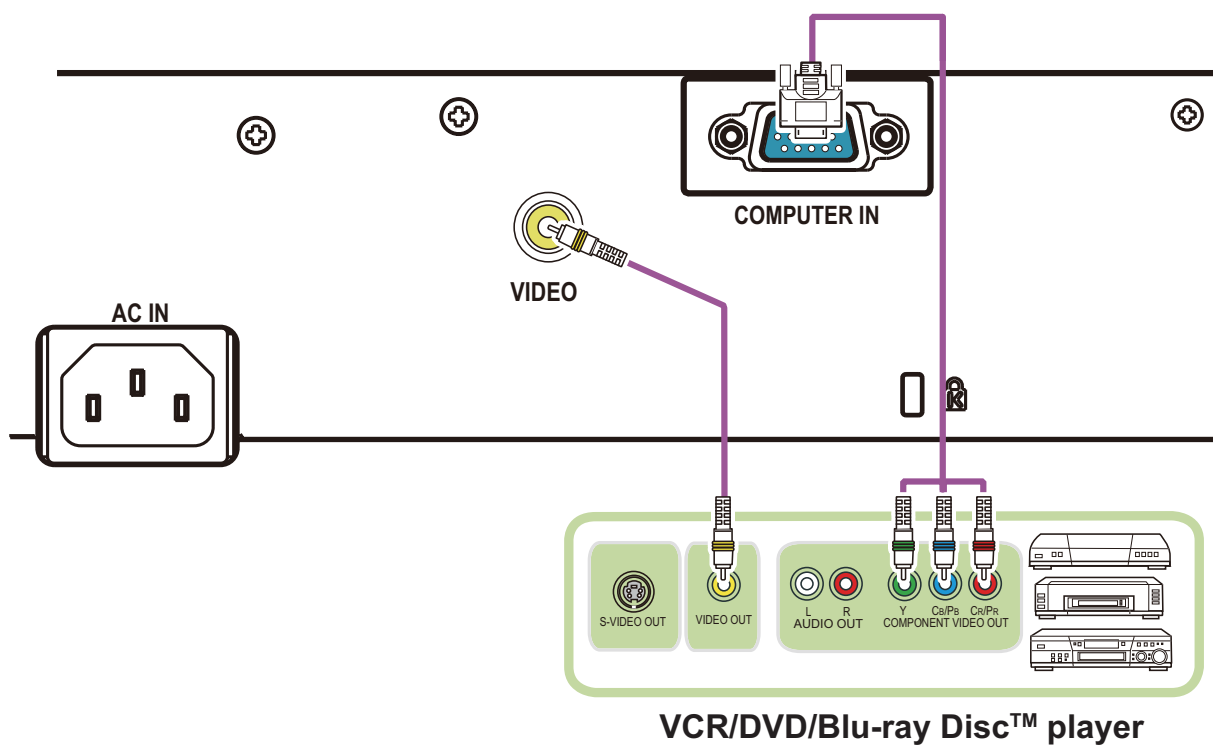 COMPUTER IN
VIDEO
AC IN
K
S-VIDEO OUT
VIDEO OUT
L R
AUDIO OUT
Y CB/PB CR/PR
COMPONENT VIDEO OUT
VCR/DVD/Blu-ray Disc™ player